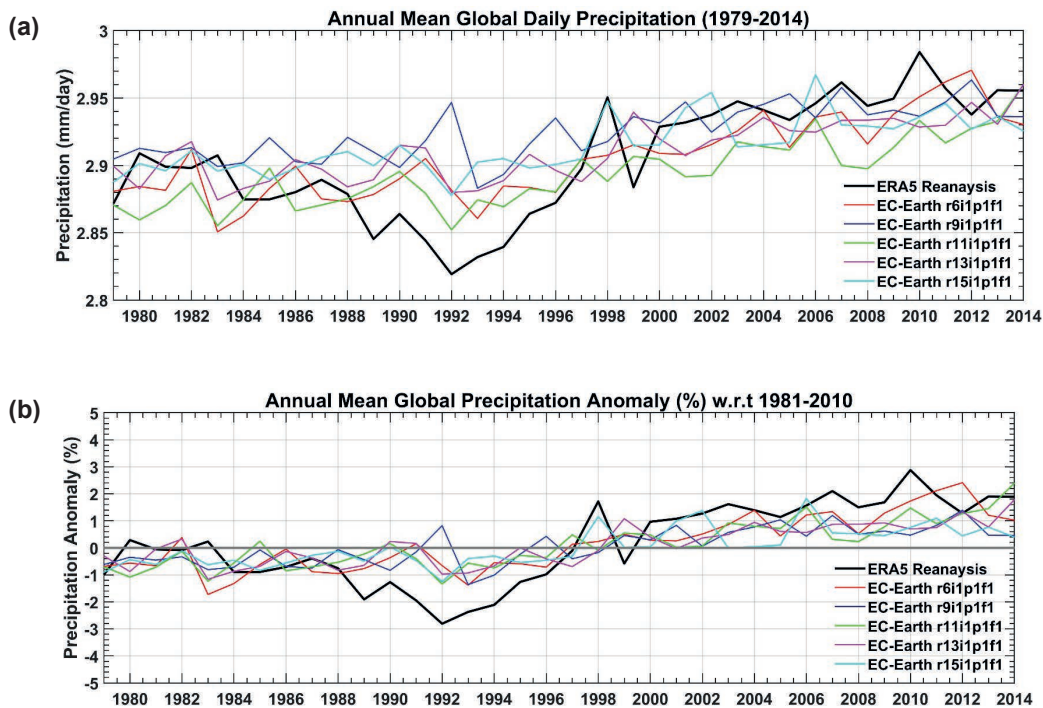 (a)
Annual Mean Global Daily Precipitation (1979-2014)
Precipitation (mm/day)
3
2.95
2.9
2.85
2.8
ERA5 Reanaysis
EC-Earth r6i1p1f1
EC-Earth r9i1p1f1
EC-Earth r11i1p1f1
EC-Earth r13i1p1f1
EC-Earth r15i1p1f1
1980 1982 1984 1986 1988 1990 1992 1994 1996 1998 2000 2002 2004 2006 2008 2010 2012 2014
(b)
Annual Mean Global Precipitation Anomaly (%) w.r.t 1981-2010
Precipitation Anomaly (%)
5
4
3
2
1
0
-1
-2
-3
-4
-5
ERA5 Reanaysis
EC-Earth r6i1p1f1
EC-Earth r9i1p1f1
EC-Earth r11i1p1f1
EC-Earth r13i1p1f1
EC-Earth r15i1p1f1
1980 1982 1984 1986 1988 1990 1992 1994 1996 1998 2000 2002 2004 2006 2008 2010 2012 2014